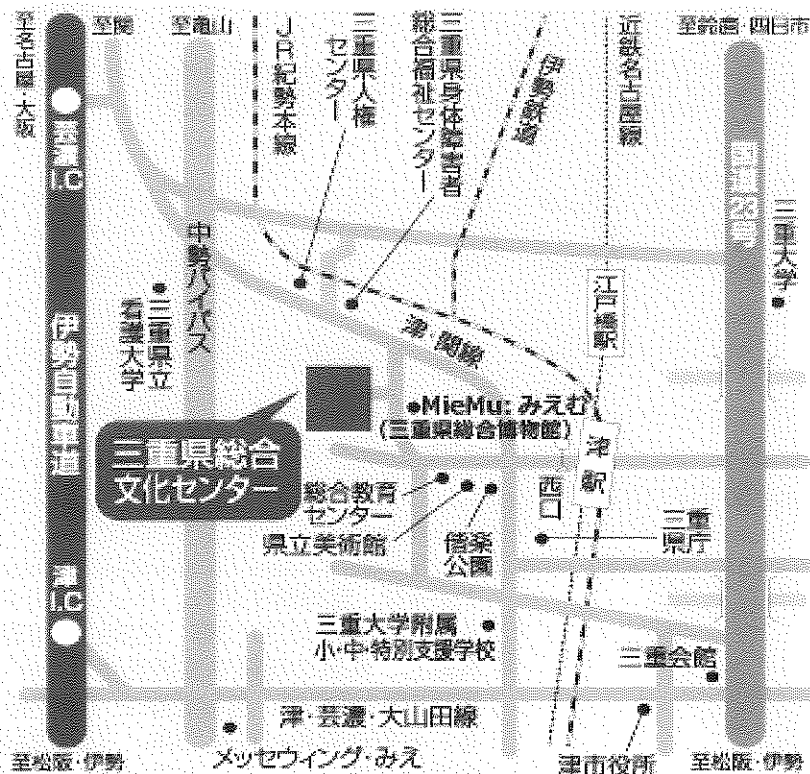 至名古屋・大阪
至関
至亀山
JR紀勢本線
三重県人権
センター
三重県身体障害者
総合福祉センター
伊勢鉄道
近鉄名古屋線
至鈴鹿・四日市
芸濃
I.C
国道23号
三重大学
中勢バイパス
三重県立
看護大学
江戸橋駅
伊勢自動車道
津・関線
MieMu: みえむ
(三重県総合博物館)
三重県総合
文化センター
津駅
西口
総合教育
センター
県立美術館
偕楽
公園
三重
県庁
津
I.C
三重大学附属
小・中・特別支援学校
三重会館
津・芸濃・大山田線
メッセウィング・みえ
津市役所
至松阪・伊勢
至松阪・伊勢